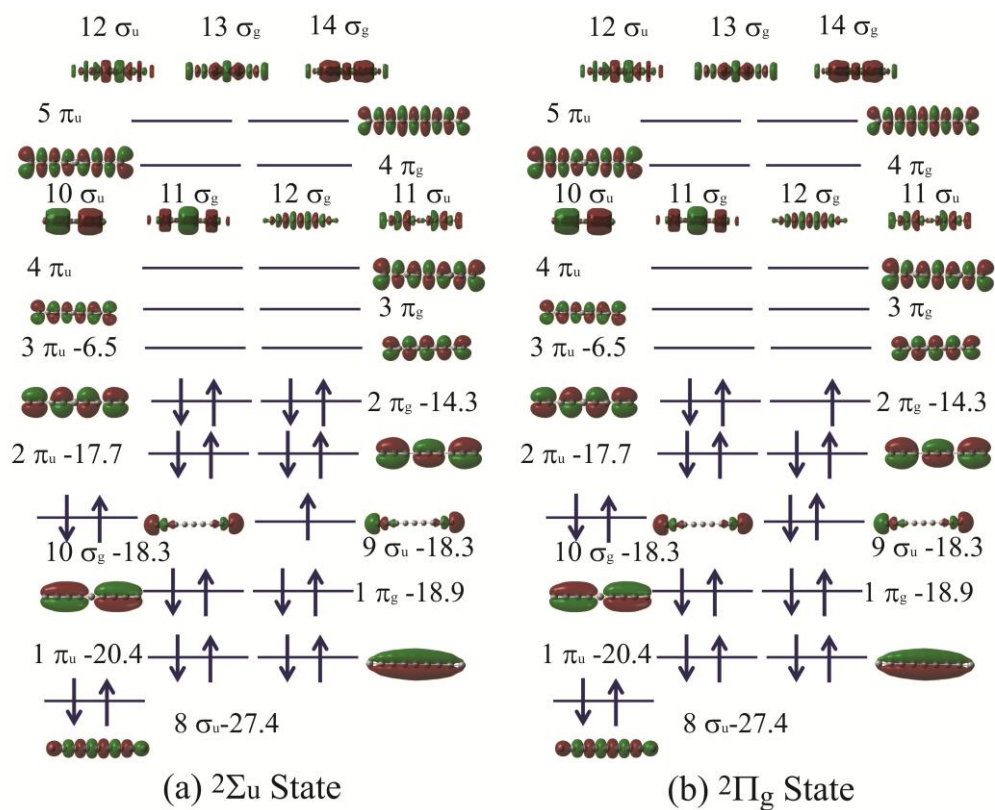 12 σu 13 σg 14 σg
5 πu
4 πg
10 σu 11 σg 12 σg 11 σu
4 πu
3 πg
3 πu -6.5
2 πg -14.3
2 πu -17.7
10 σg -18.3 9 σu -18.3
1 πg -18.9
1 πu -20.4
8 σu-27.4
(a) ²Σu State
12 σu 13 σg 14 σg
5 πu
4 πg
10 σu 11 σg 12 σg 11 σu
4 πu
3 πg
3 πu -6.5
2 πg -14.3
2 πu -17.7
10 σg -18.3 9 σu -18.3
1 πg -18.9
1 πu -20.4
8 σu-27.4
(b) ²Πg State